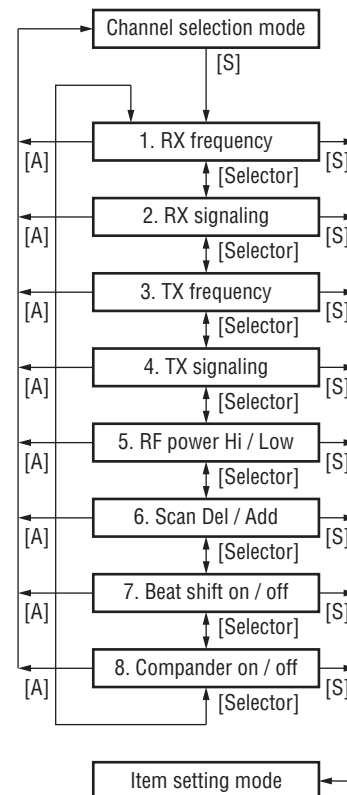 Channel selection mode
[S]
1. RX frequency
[A]
[S]
[Selector]
2. RX signaling
[A]
[S]
[Selector]
3. TX frequency
[A]
[S]
[Selector]
4. TX signaling
[A]
[S]
[Selector]
5. RF power Hi / Low
[A]
[S]
[Selector]
6. Scan Del / Add
[A]
[S]
[Selector]
7. Beat shift on / off
[A]
[S]
[Selector]
8. Compander on / off
[A]
[S]
[Selector]
Item setting mode